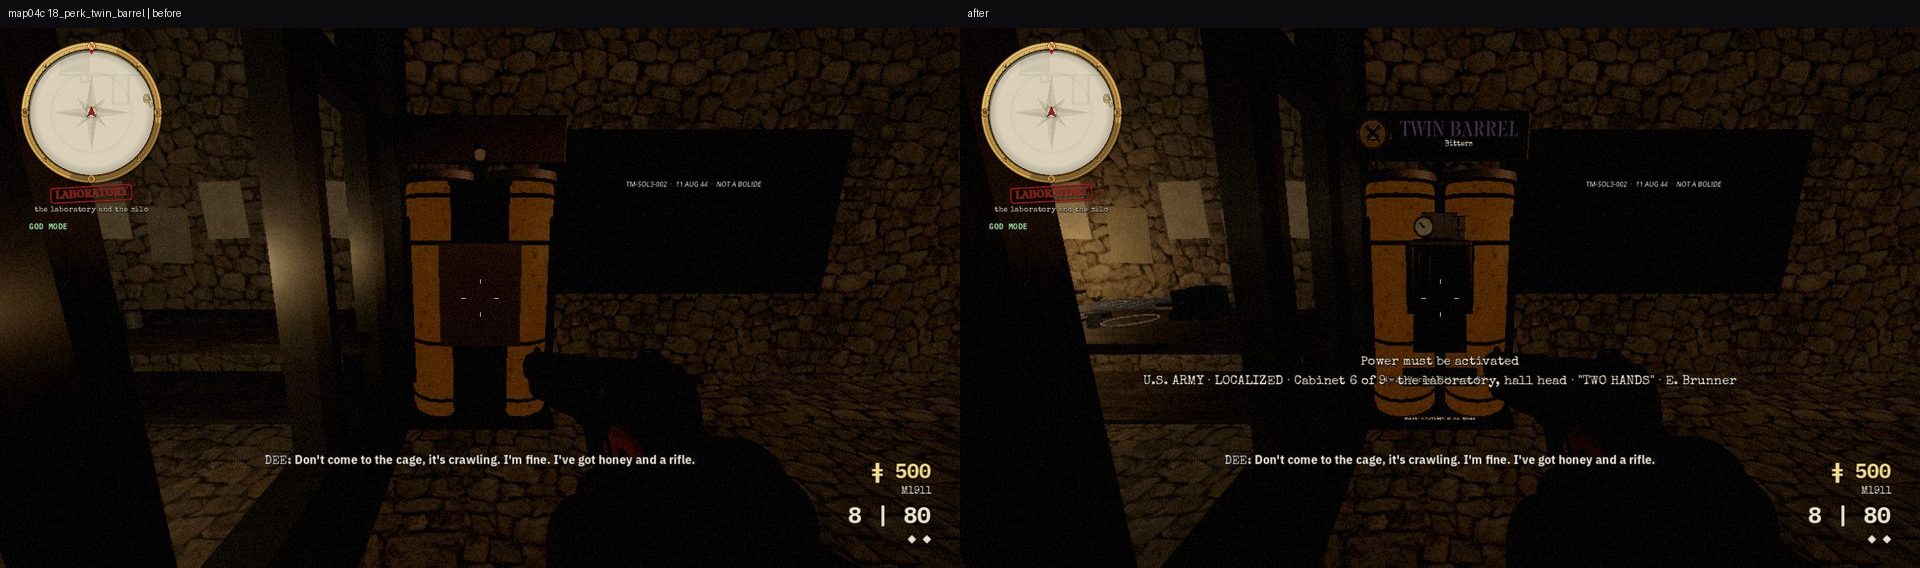 map04c 18_perk_twin_barrel | before
LABORATORY
the laboratory and the silo
GOD MODE
TM-SOL3-002 · 11 AUG 44 · NOT A BOLIDE
DEE: Don't come to the cage, it's crawling. I'm fine. I've got honey and a rifle.
500
M1911
8 | 80
after
LABORATORY
the laboratory and the silo
GOD MODE
TWIN BARREL
Bitters
TM-SOL3-002 · 11 AUG 44 · NOT A BOLIDE
Power must be activated
U.S. ARMY · LOCALIZED · Cabinet 6 of 9 · the laboratory, hall head · "TWO HANDS" · E. Brunner
DEE: Don't come to the cage, it's crawling. I'm fine. I've got honey and a rifle.
500
M1911
8 | 80